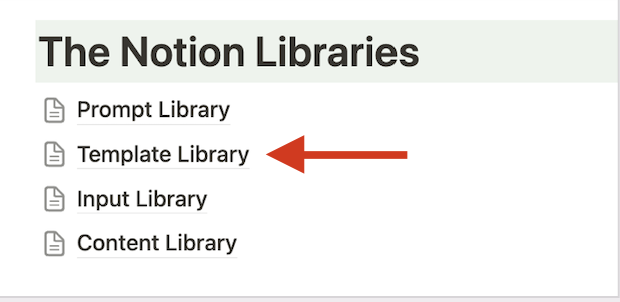 The Notion Libraries
Prompt Library
Template Library
Input Library
Content Library